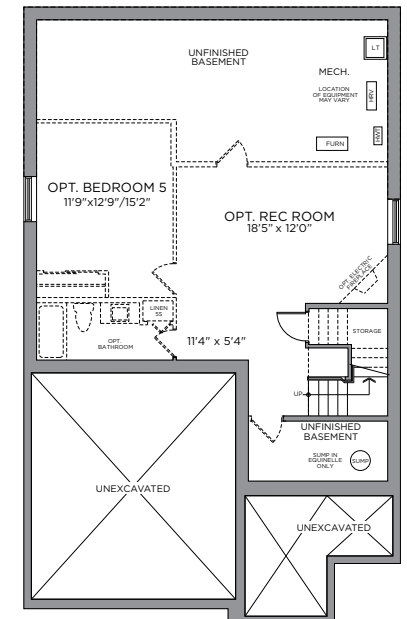 UNFINISHED
BASEMENT
LT
MECH.
LOCATION
OF EQUIPMENT
MAY VARY
HRV
HWT
FURN
OPT. BEDROOM 5
11'9"x12'9"/15'2"
OPT. REC ROOM
18'5" x 12'0"
OPT. ELECTRIC
FIREPLACE
LINEN
5S
OPT.
BATHROOM
11'4" x 5'4"
STORAGE
UP
UNFINISHED
BASEMENT
SUMP IN
EQUINELLE
ONLY
SUMP
UNEXCAVATED
UNEXCAVATED